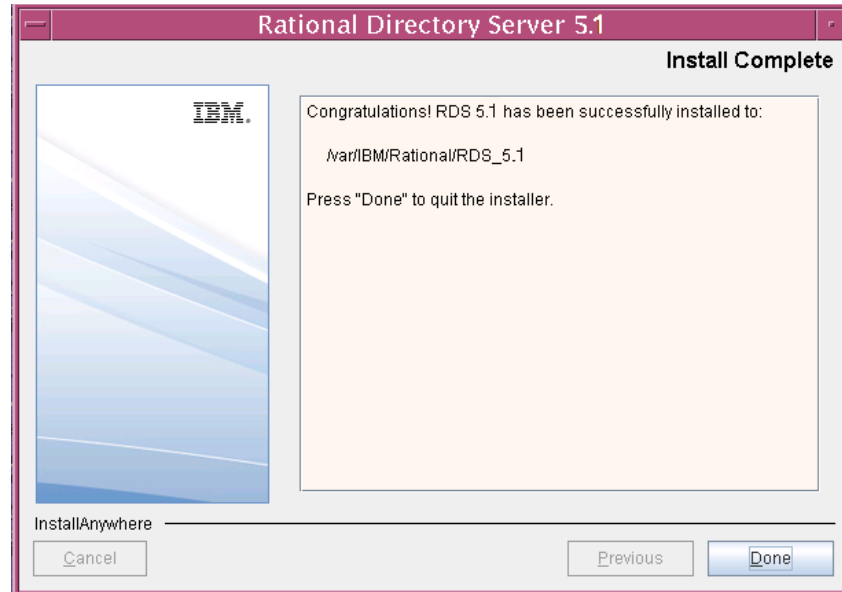 Rational Directory Server 5.1
Install Complete
IBM.
Congratulations! RDS 5.1 has been successfully installed to:
/var/IBM/Rational/RDS_5.1
Press "Done" to quit the installer.
InstallAnywhere
Cancel
Previous
Done